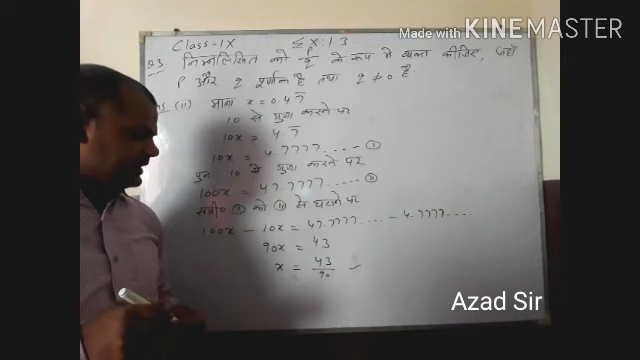 Made with KINEMASTER
Class-IX Ex:1.3
Q3. निम्नलिखित को p/q के रूप में व्यक्त कीजिए, जहाँ
p और q पूर्णांक है तथा q ≠ 0 है
(ii) माना x = 0.47̅
10 से गुणा करने पर
10x = 4.7̅
10x = 4.7777..... ①
पुनः 10 से गुणा करने पर
100x = 47.7777..... ⑪
समी० ① को ⑪ से घटाने पर
100x - 10x = 47.7777.... - 4.7777....
90x = 43
x = 43/90
Azad Sir